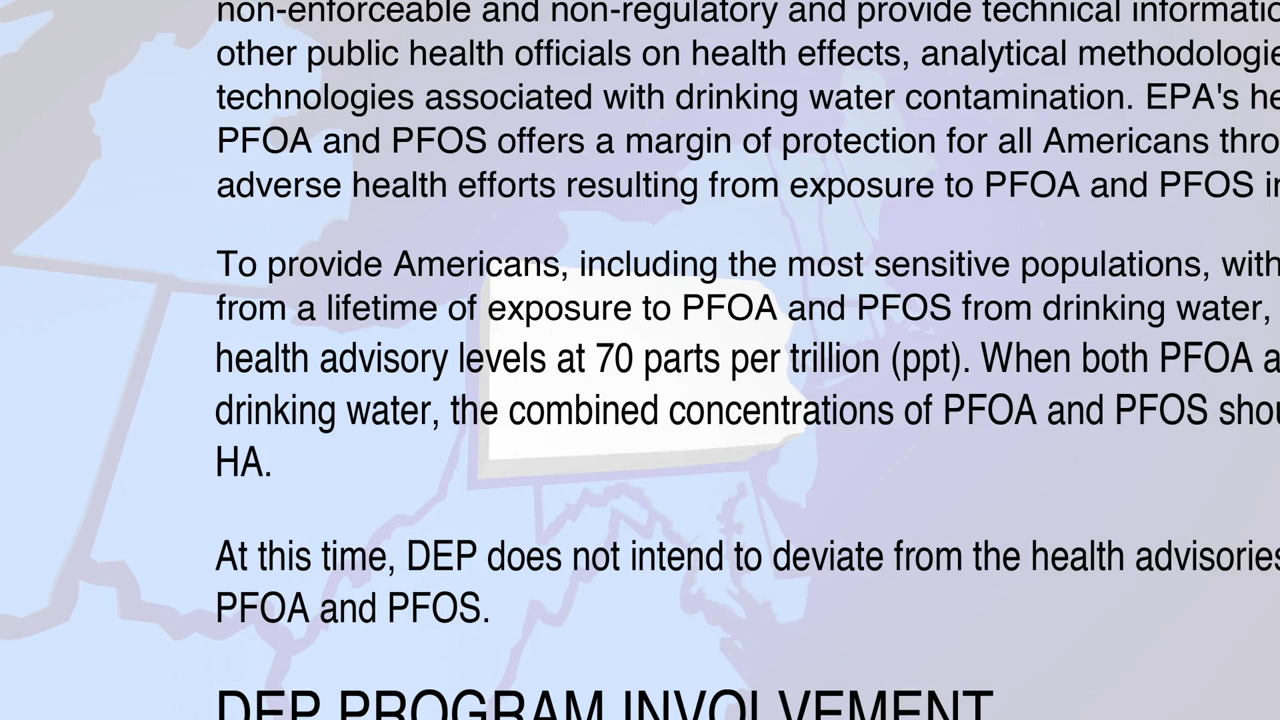 non-enforceable and non-regulatory and provide technical
other public health officials on health effects, analytical
technologies associated with drinking water contamination. EPA's
PFOA and PFOS offers a margin of protection for all Americans
adverse health efforts resulting from exposure to PFOA and PFOS
To provide Americans, including the most sensitive populations, with
from a lifetime of exposure to PFOA and PFOS from drinking water,
health advisory levels at 70 parts per trillion (ppt). When both PFOA
drinking water, the combined concentrations of PFOA and PFOS
HA.
At this time, DEP does not intend to deviate from the health advisories
PFOA and PFOS.
DEP PROGRAM INVOLVEMENT